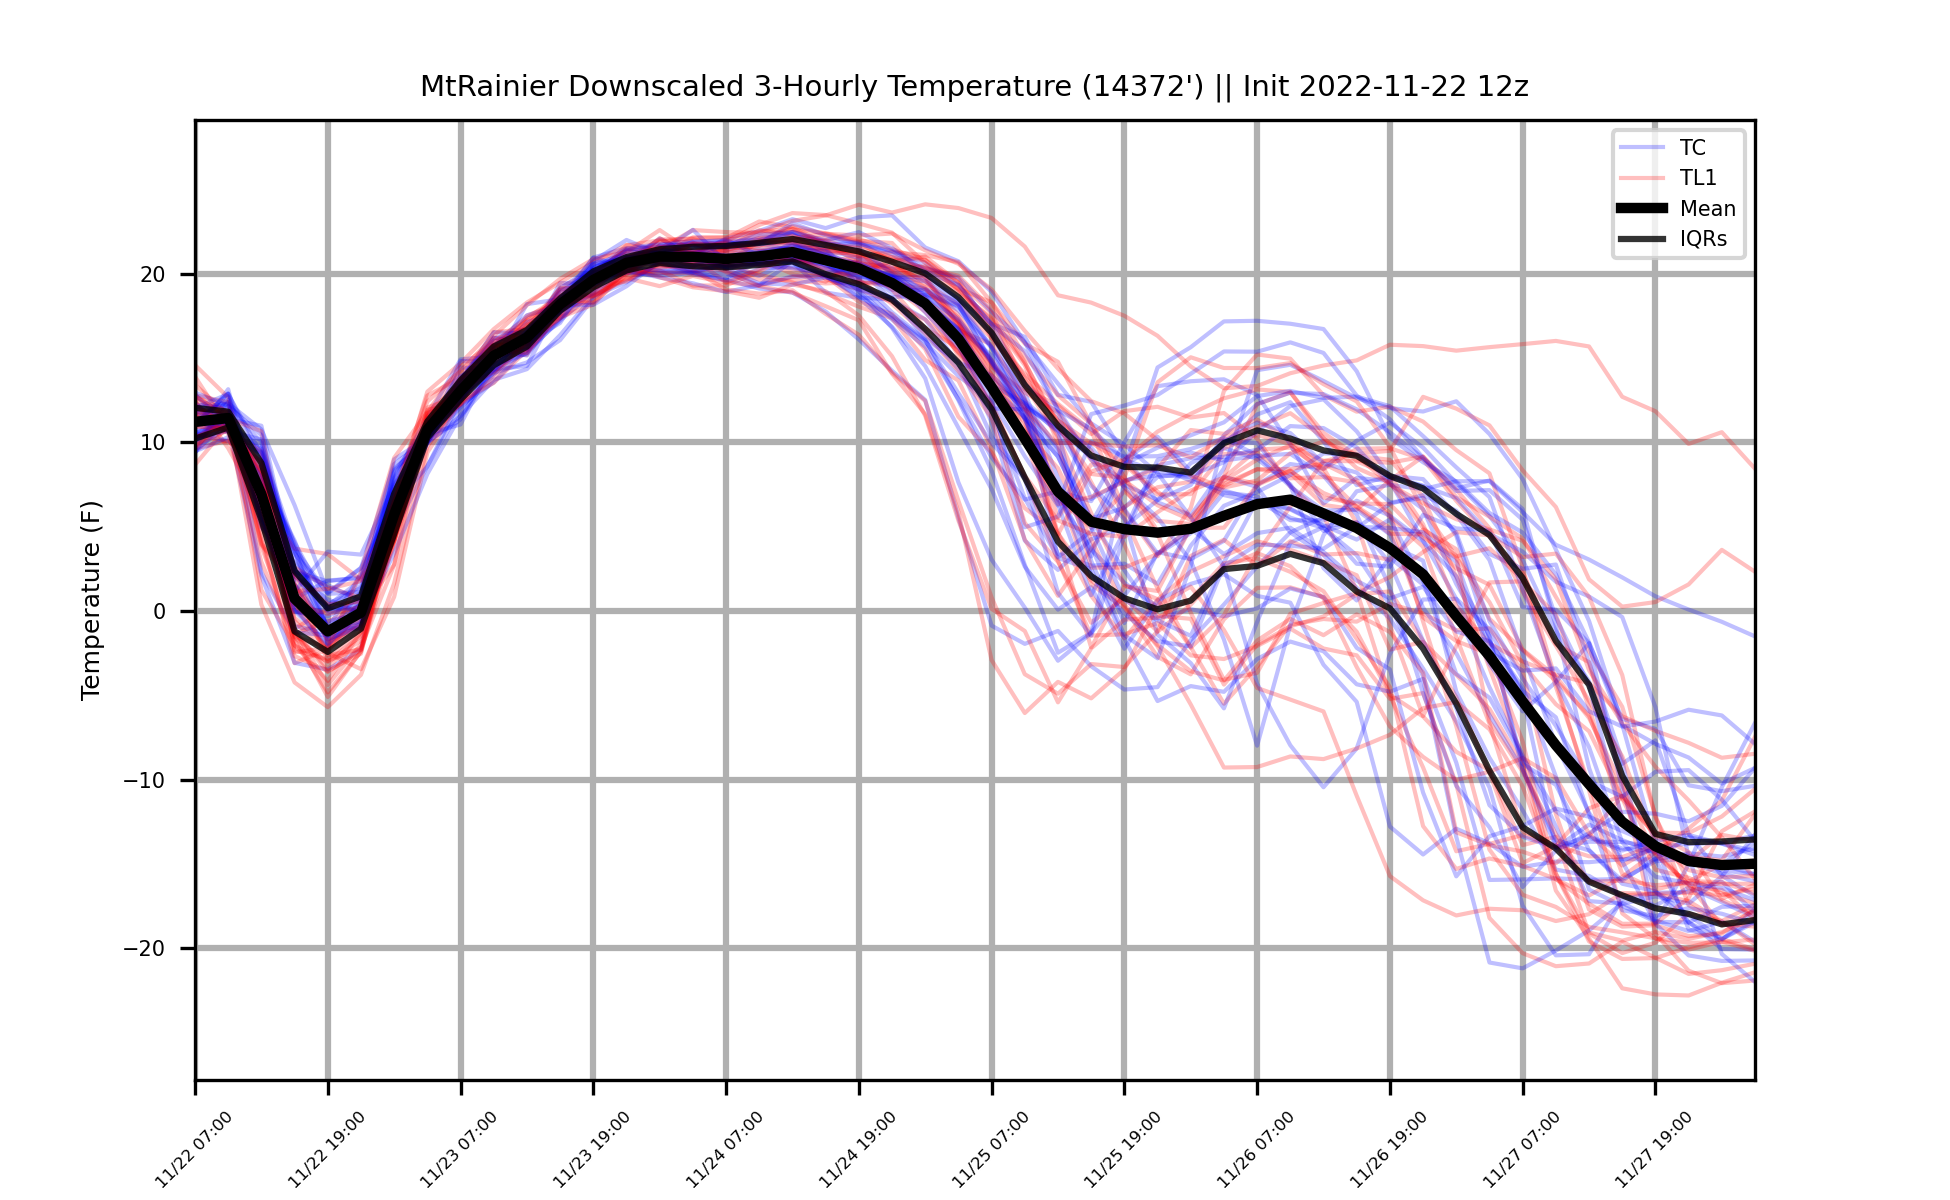 MtRainier Downscaled 3-Hourly Temperature (14372') || Init 2022-11-22 12z
TC
TL1
Mean
IQRs
Temperature (F)
20
10
0
−10
−20
11/22 07:00
11/22 19:00
11/23 07:00
11/23 19:00
11/24 07:00
11/24 19:00
11/25 07:00
11/25 19:00
11/26 07:00
11/26 19:00
11/27 07:00
11/27 19:00